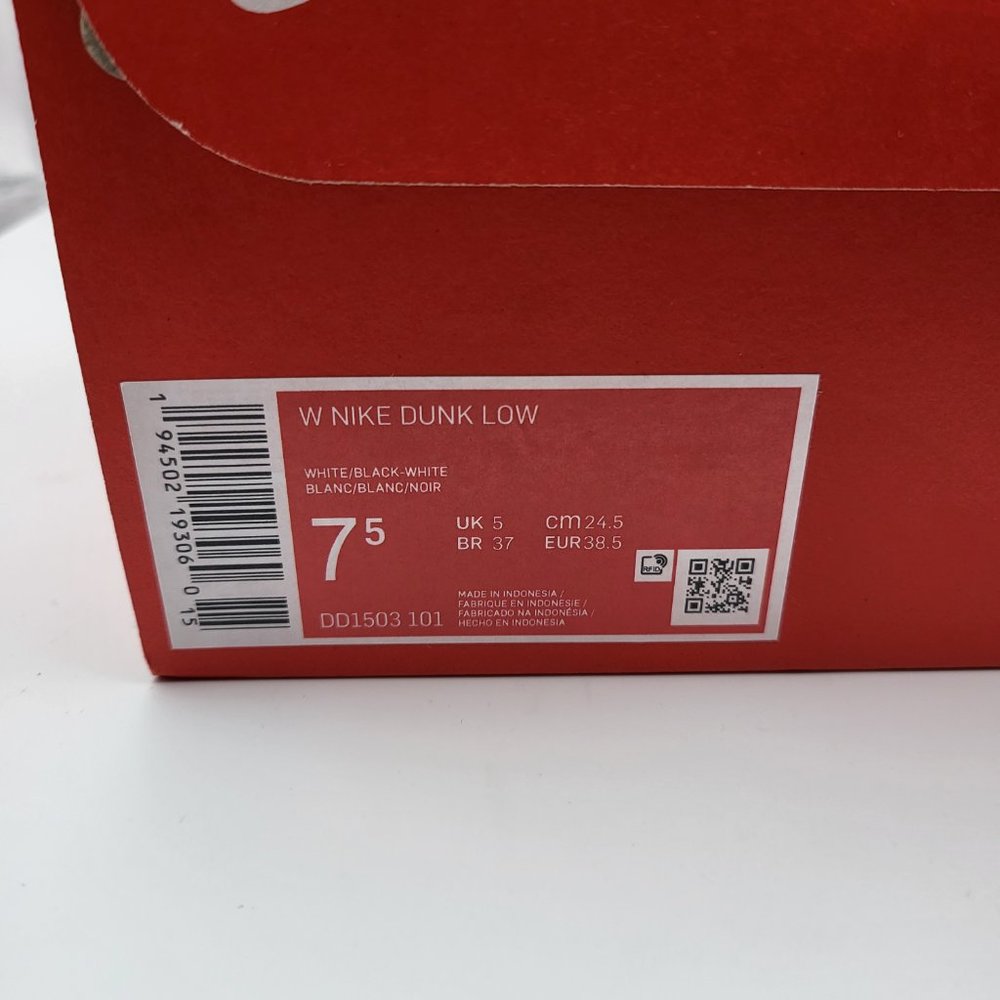 W NIKE DUNK LOW
WHITE/BLACK-WHITE
BLANC/BLANC/NOIR
7 5
UK 5 cm 24.5
BR 37 EUR 38.5
RFID
DD1503 101
MADE IN INDONESIA /
FABRIQUE EN INDONESIE /
FABRICADO NA INDONÉSIA /
HECHO EN INDONESIA
1 94502 19306 0 15